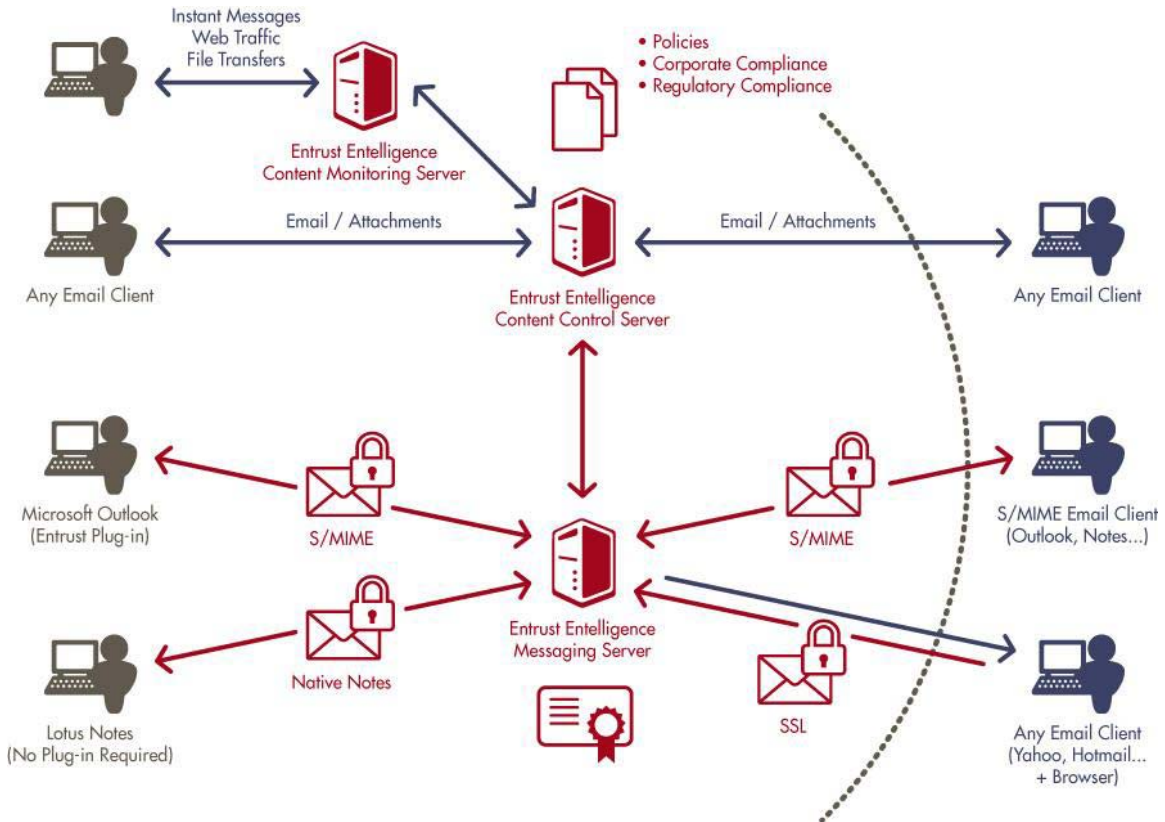 Instant Messages
Web Traffic
File Transfers
• Policies
• Corporate Compliance
• Regulatory Compliance
Entrust Entelligence
Content Monitoring Server
Email / Attachments
Email / Attachments
Any Email Client
Entrust Entelligence
Content Control Server
Any Email Client
Microsoft Outlook
(Entrust Plug-in)
S/MIME
S/MIME
S/MIME Email Client
(Outlook, Notes...)
Entrust Entelligence
Messaging Server
Native Notes
SSL
Lotus Notes
(No Plug-in Required)
Any Email Client
(Yahoo, Hotmail...
+ Browser)